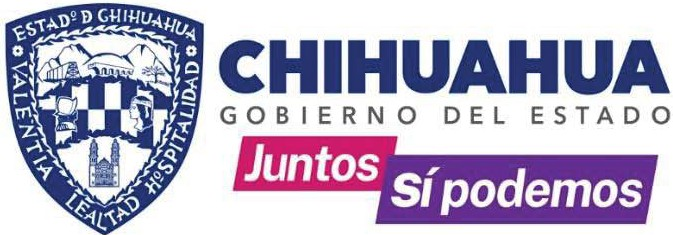 ESTADº D CHIHUAHUA
VALENTIA
LEALTAD
HºSPITALIDAD
CHIHUAHUA
GOBIERNO DEL ESTADO
Juntos
Sí podemos